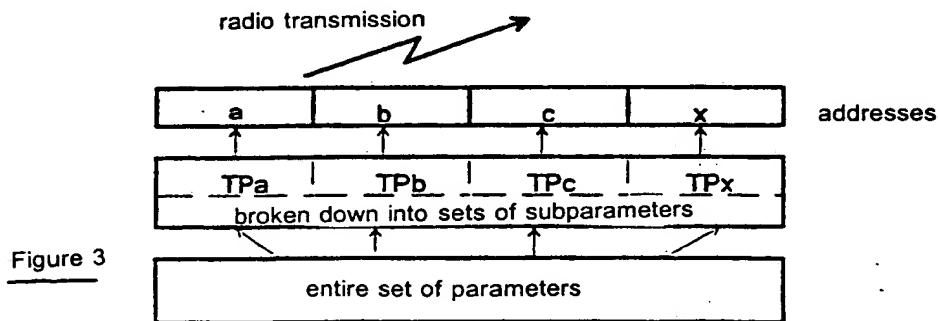 radio transmission
a b c x addresses
TPa TPb TPc TPx
broken down into sets of subparameters
Figure 3
entire set of parameters